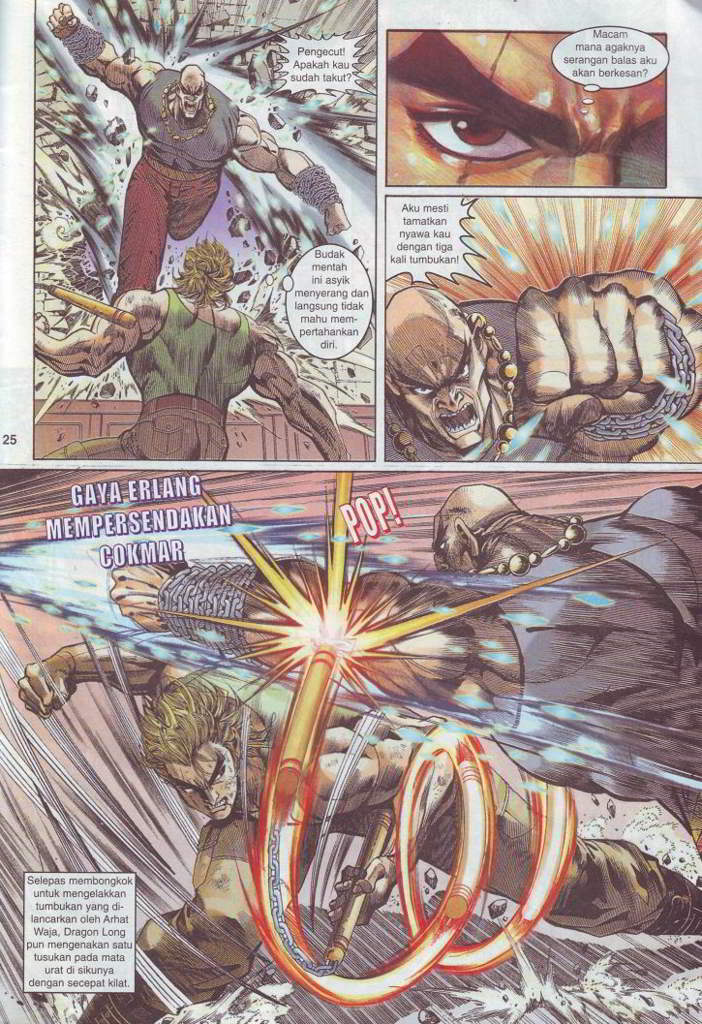 Pengecut!
Apakah kau
sudah takut?
Budak
mentah
ini asyik
menyerang dan
langsung tidak
mahu mem-
pertahankan
diri.
Macam
mana agaknya
serangan balas aku
akan berkesan?
Aku mesti
tamatkan
nyawa kau
dengan tiga
kali tumbukan!
25
GAYA ERLANG
MEMPERSENDAKAN
COKMAR
POP!
Selepas membongkok
untuk mengelakkan
tumbukan yang di-
lancarkan oleh Arhat
Waja, Dragon Long
pun mengenakan satu
tusukan pada mata
urat di sikunya
dengan secepat kilat.